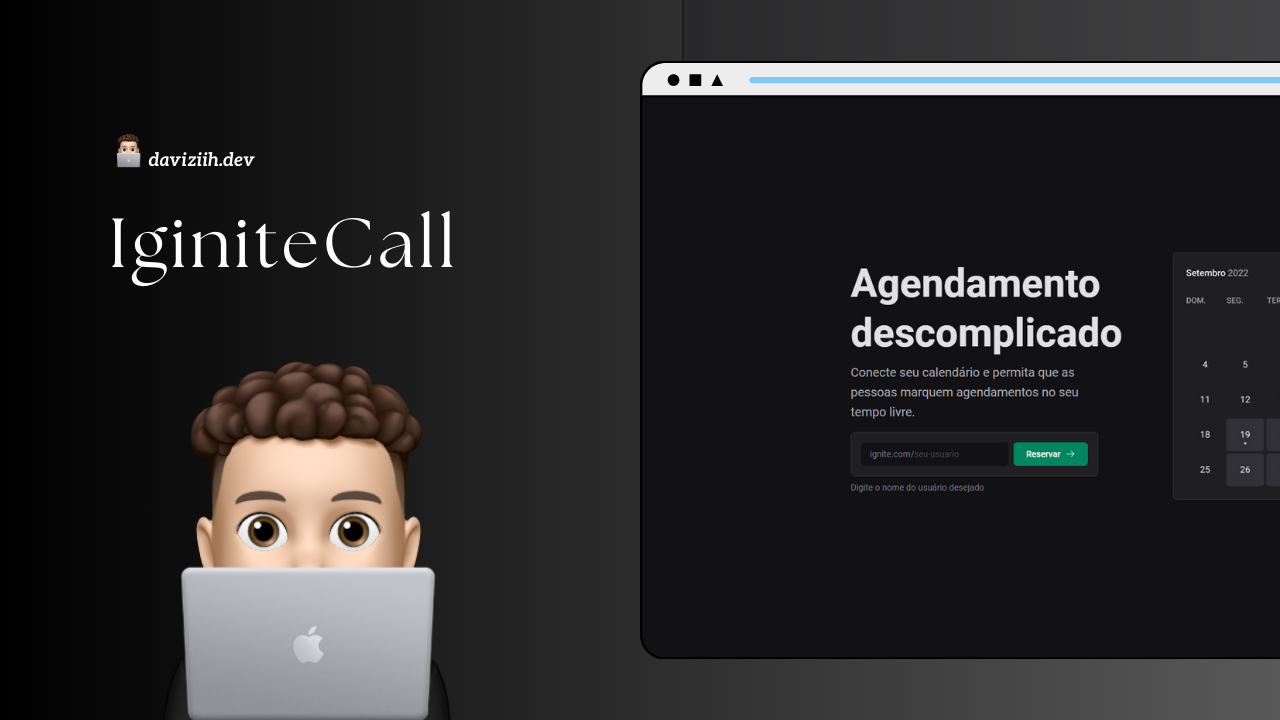 daviziih.dev
IginiteCall
Agendamento
descomplicado
Conecte seu calendário e permita que as
pessoas marquem agendamentos no seu
tempo livre.
ignite.com/seu-usuario
Reservar
Digite o nome do usuário desejado
Setembro 2022
DOM. SEG. TER
4 5
11 12
18 19
25 26